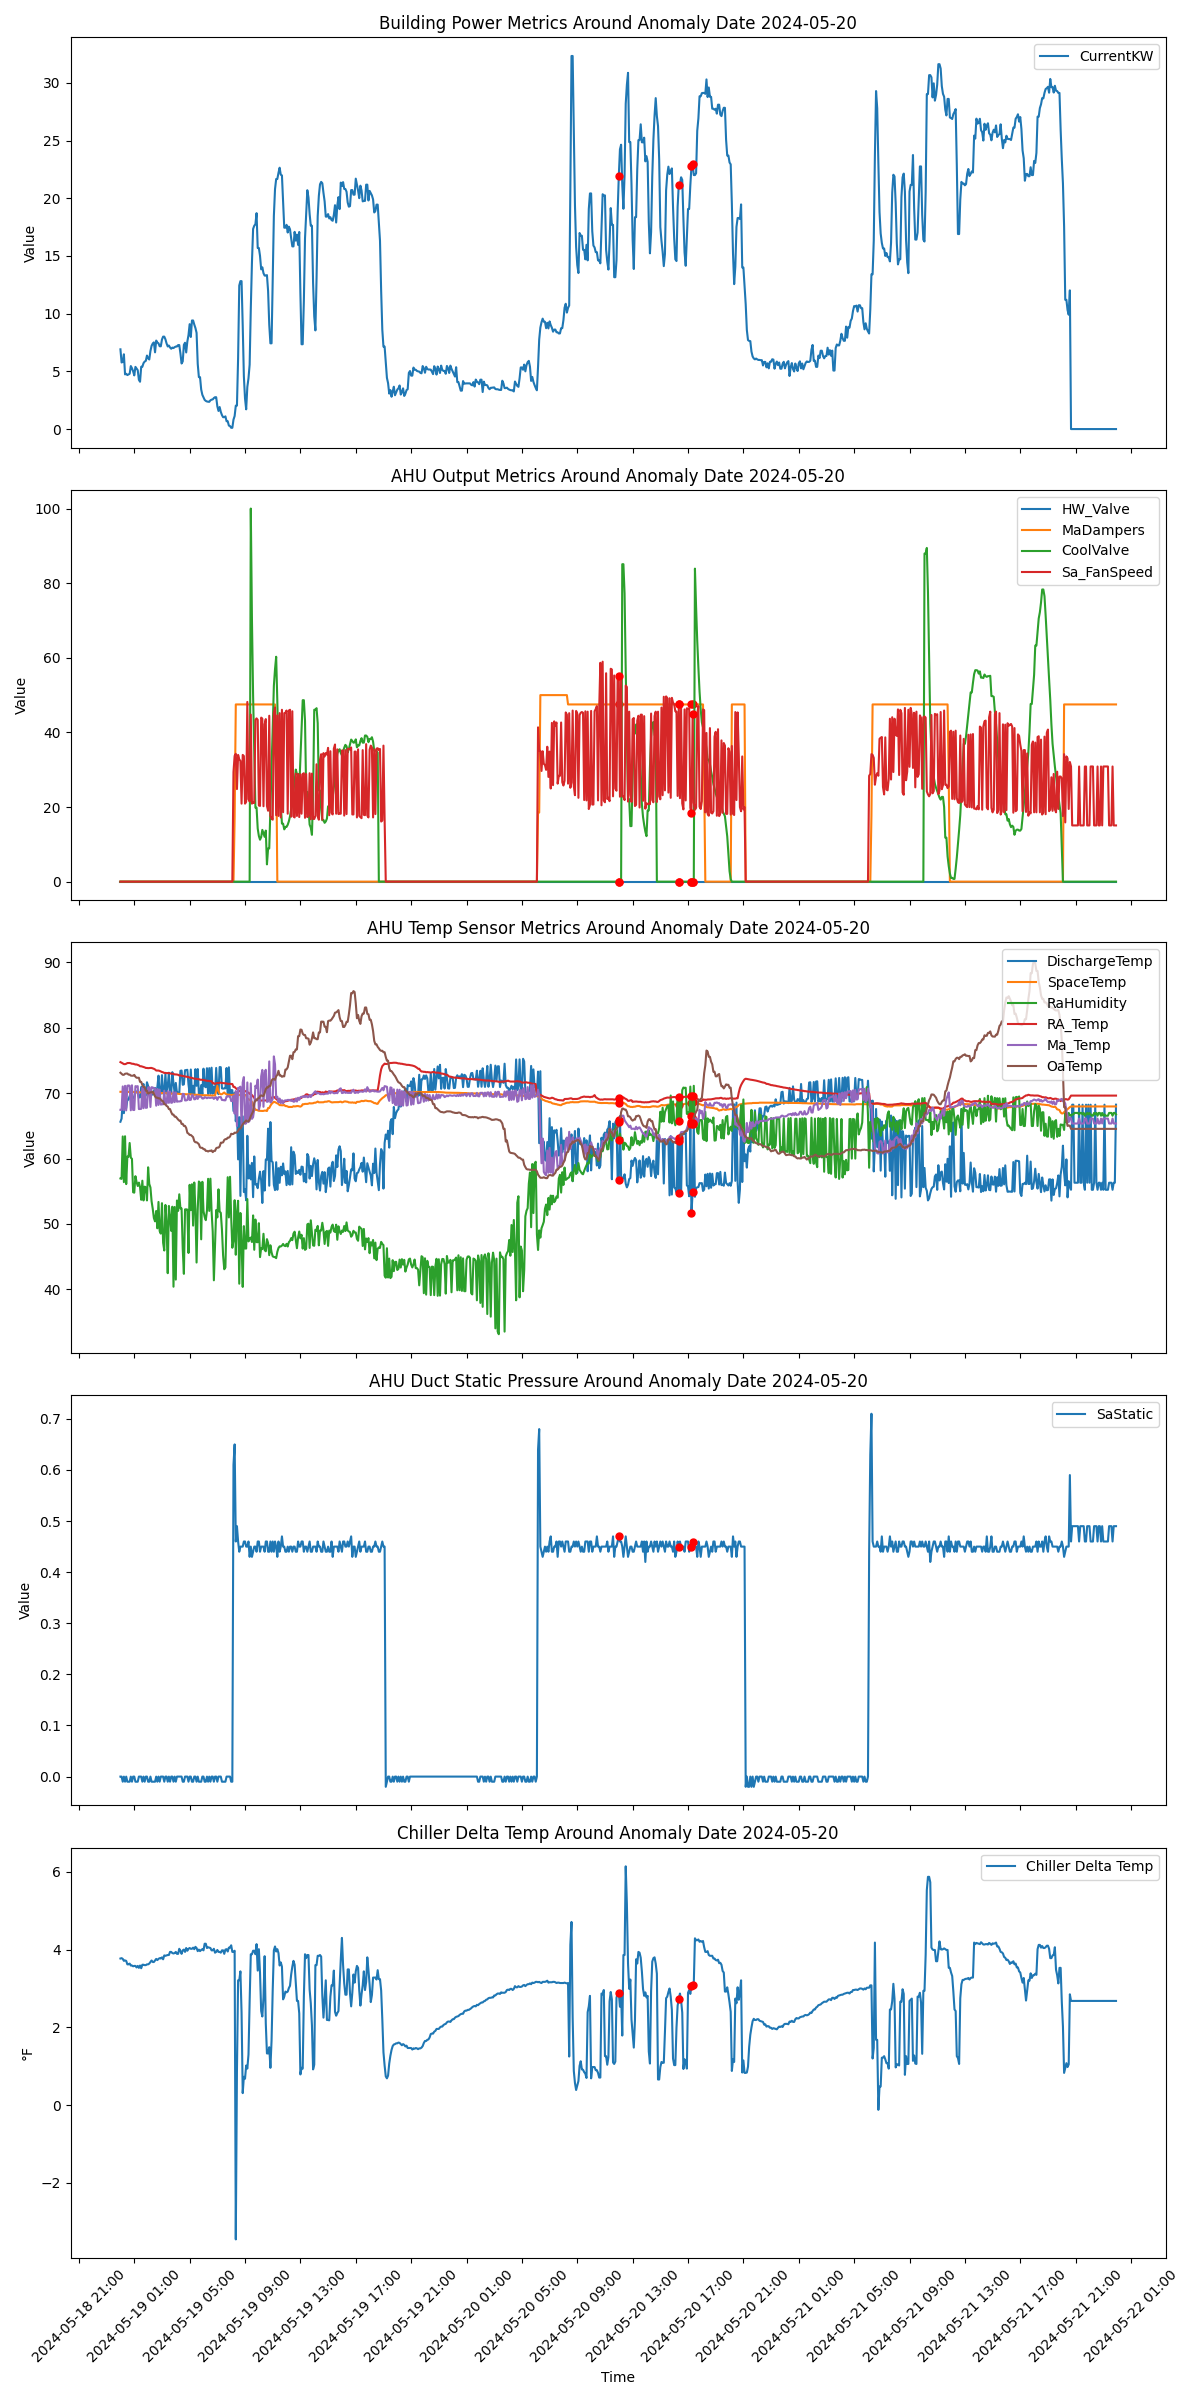 Building Power Metrics Around Anomaly Date 2024-05-20
CurrentKW
30
25
20
15
10
5
0
Value
AHU Output Metrics Around Anomaly Date 2024-05-20
HW_Valve
MaDampers
CoolValve
Sa_FanSpeed
100
80
60
40
20
0
Value
AHU Temp Sensor Metrics Around Anomaly Date 2024-05-20
DischargeTemp
SpaceTemp
RaHumidity
RA_Temp
Ma_Temp
OaTemp
90
80
70
60
50
40
Value
AHU Duct Static Pressure Around Anomaly Date 2024-05-20
SaStatic
0.7
0.6
0.5
0.4
0.3
0.2
0.1
0.0
Value
Chiller Delta Temp Around Anomaly Date 2024-05-20
Chiller Delta Temp
6
4
2
0
−2
°F
2024-05-18 21:00
2024-05-19 01:00
2024-05-19 05:00
2024-05-19 09:00
2024-05-19 13:00
2024-05-19 17:00
2024-05-19 21:00
2024-05-20 01:00
2024-05-20 05:00
2024-05-20 09:00
2024-05-20 13:00
2024-05-20 17:00
2024-05-20 21:00
2024-05-21 01:00
2024-05-21 05:00
2024-05-21 09:00
2024-05-21 13:00
2024-05-21 17:00
2024-05-21 21:00
2024-05-22 01:00
Time